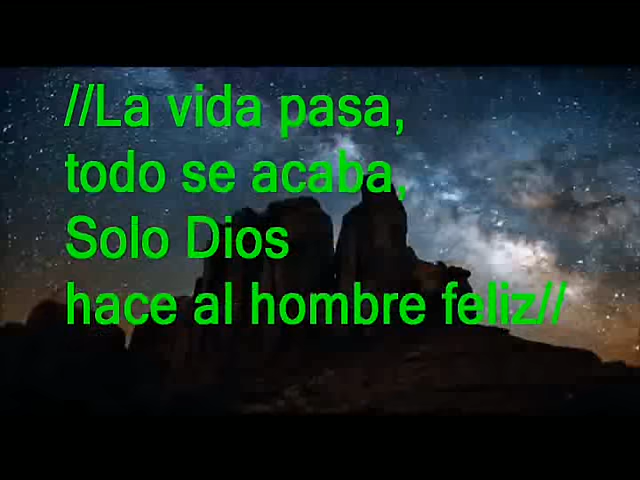 //La vida pasa,
todo se acaba,
Solo Dios
hace al hombre feliz//